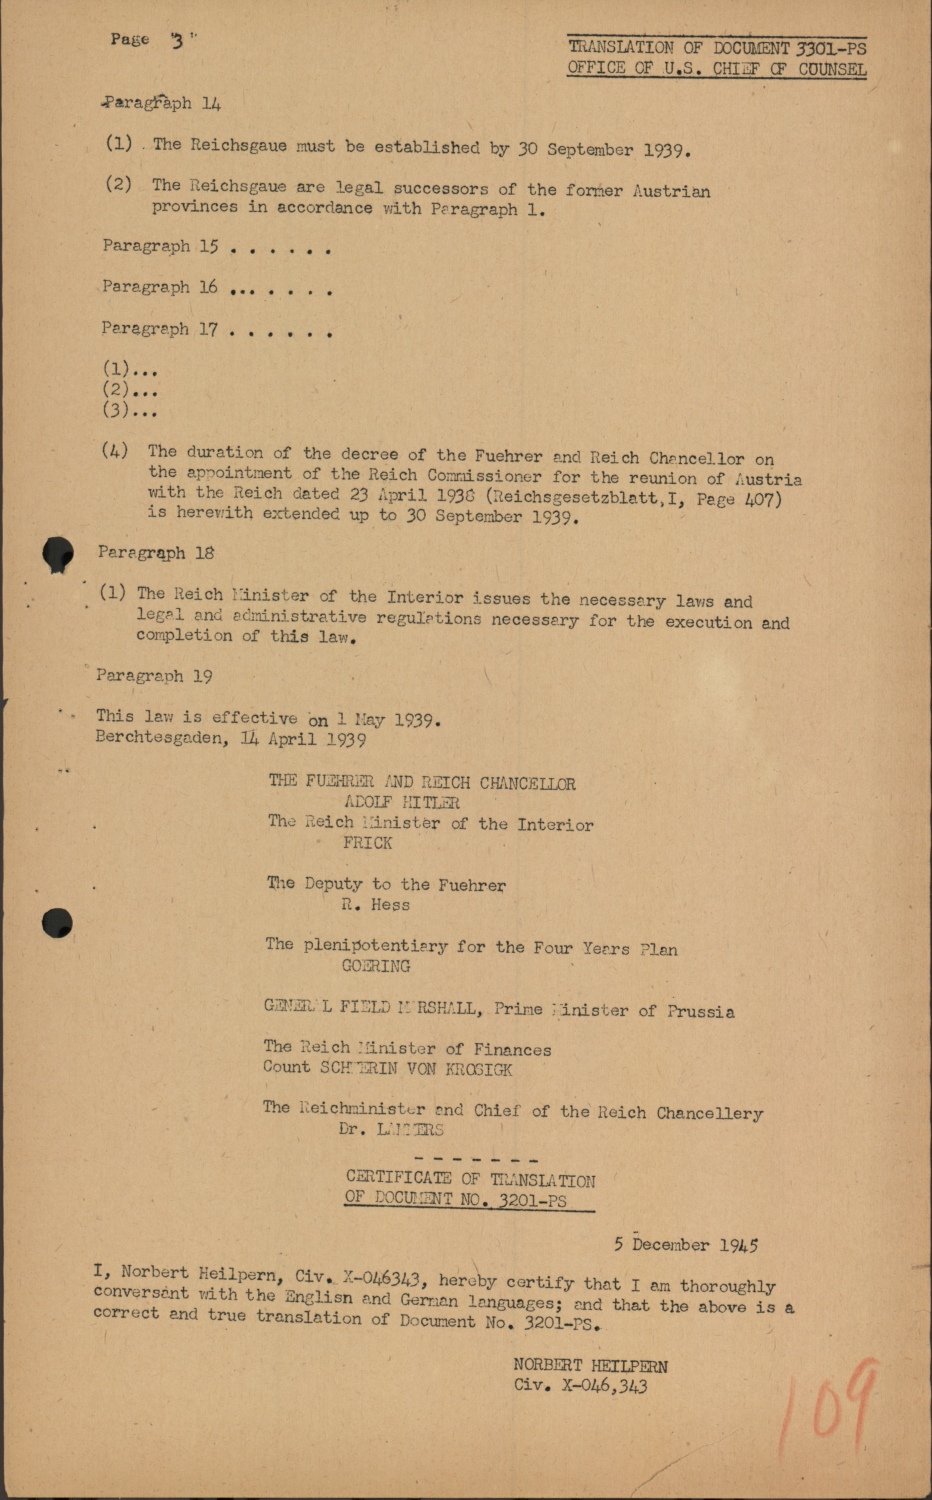 Page "3"
TRANSLATION OF DOCUMENT 3301-PS
OFFICE OF U.S. CHIEF OF COUNSEL
Paragraph 14
(1) . The Reichsgaue must be established by 30 September 1939.
(2) The Reichsgaue are legal successors of the former Austrian
provinces in accordance with Paragraph 1.
Paragraph 15 . . . . . .
Paragraph 16 ... . . . .
Paragraph 17 . . . . . .
(1)...
(2)...
(3)...
(4) The duration of the decree of the Fuehrer and Reich Chancellor on
the appointment of the Reich Commissioner for the reunion of Austria
with the Reich dated 23 April 1938 (Reichsgesetzblatt,I, Page 407)
is herewith extended up to 30 September 1939.
Paragraph 18
(1) The Reich Minister of the Interior issues the necessary laws and
legal and administrative regulations necessary for the execution and
completion of this law.
Paragraph 19
This law is effective on 1 May 1939.
Berchtesgaden, 14 April 1939
THE FUEHRER AND REICH CHANCELLOR
ADOLF HITLER
The Reich Minister of the Interior
FRICK
The Deputy to the Fuehrer
R. Hess
The plenipotentiary for the Four Years Plan
GOERING
GENERAL FIELD MARSHALL, Prime Minister of Prussia
The Reich Minister of Finances
Count SCHWERIN VON KROSIGK
The Reichminister and Chief of the Reich Chancellery
Dr. LAMMERS
- - - - - - -
CERTIFICATE OF TRANSLATION
OF DOCUMENT NO. 3201-PS
5 December 1945
I, Norbert Heilpern, Civ. X-046343, hereby certify that I am thoroughly
conversant with the English and German languages; and that the above is a
correct and true translation of Document No. 3201-PS.
NORBERT HEILPERN
Civ. X-046,343
109